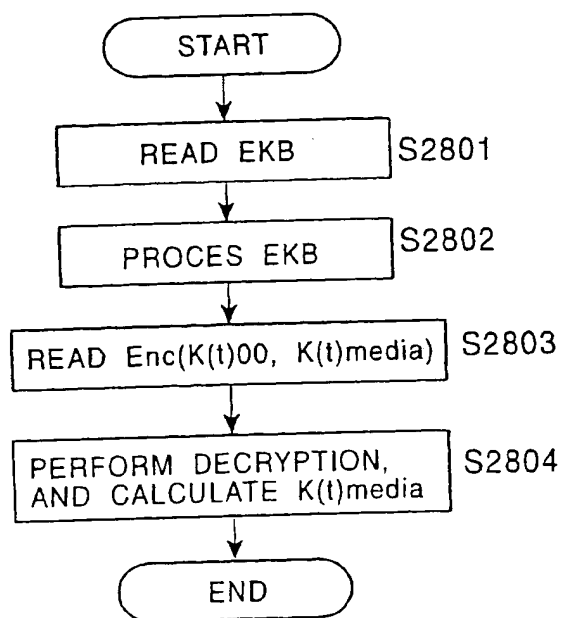 START
READ EKB
S2801
PROCES EKB
S2802
READ Enc(K(t)00, K(t)media)
S2803
PERFORM DECRYPTION,
AND CALCULATE K(t)media
S2804
END